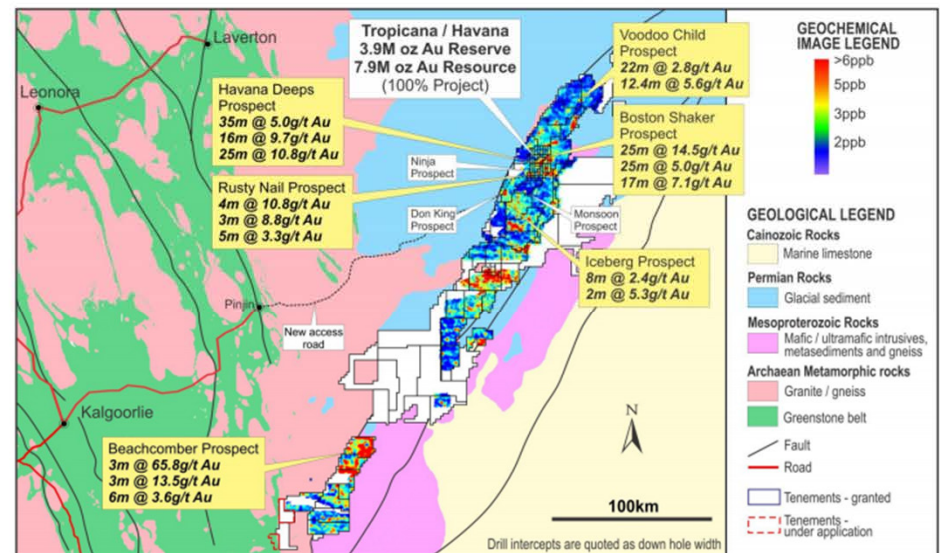 Laverton
Leonora
Tropicana / Havana
3.9M oz Au Reserve
7.9M oz Au Resource
(100% Project)
Voodoo Child
Prospect
22m @ 2.8g/t Au
12.4m @ 5.6g/t Au
Havana Deeps
Prospect
35m @ 5.0g/t Au
16m @ 9.7g/t Au
25m @ 10.8g/t Au
Boston Shaker
Prospect
25m @ 14.5g/t Au
25m @ 5.0g/t Au
17m @ 7.1g/t Au
Ninja
Prospect
Rusty Nail Prospect
4m @ 10.8g/t Au
3m @ 8.8g/t Au
5m @ 3.3g/t Au
Don King
Prospect
Monsoon
Prospect
Iceberg Prospect
8m @ 2.4g/t Au
2m @ 5.3g/t Au
Pinjin
New access
road
Kalgoorlie
Beachcomber Prospect
3m @ 65.8g/t Au
3m @ 13.5g/t Au
6m @ 3.6g/t Au
N
100km
Drill intercepts are quoted as down hole width
GEOCHEMICAL
IMAGE LEGEND
>6ppb
5ppb
3ppb
2ppb
GEOLOGICAL LEGEND
Cainozoic Rocks
Marine limestone
Permian Rocks
Glacial sediment
Mesoproterozoic Rocks
Mafic / ultramafic intrusives,
metasediments and gneiss
Archaean Metamorphic rocks
Granite / gneiss
Greenstone belt
Fault
Road
Tenements - granted
Tenements -
under application